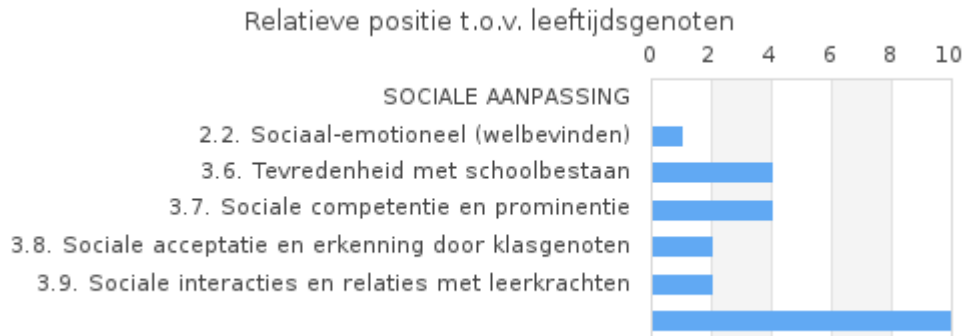 Relatieve positie t.o.v. leeftijdsgenoten
0 2 4 6 8 10
SOCIALE AANPASSING
2.2. Sociaal-emotioneel (welbevinden)
3.6. Tevredenheid met schoolbestaan
3.7. Sociale competentie en prominentie
3.8. Sociale acceptatie en erkenning door klasgenoten
3.9. Sociale interacties en relaties met leerkrachten